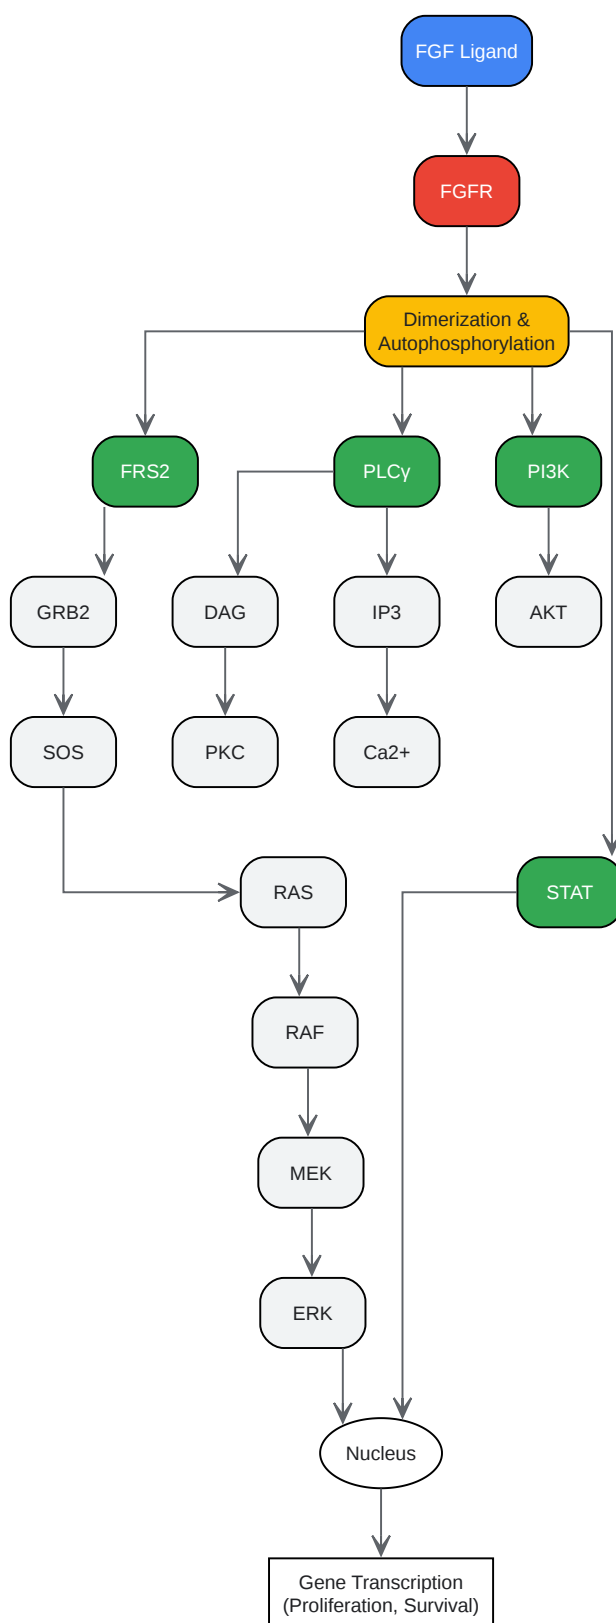 FGF Ligand
FGFR
Dimerization &
Autophosphorylation
FRS2
PLCγ
PI3K
GRB2
DAG
IP3
AKT
SOS
PKC
Ca2+
RAS
STAT
RAF
MEK
ERK
Nucleus
Gene Transcription
(Proliferation, Survival)